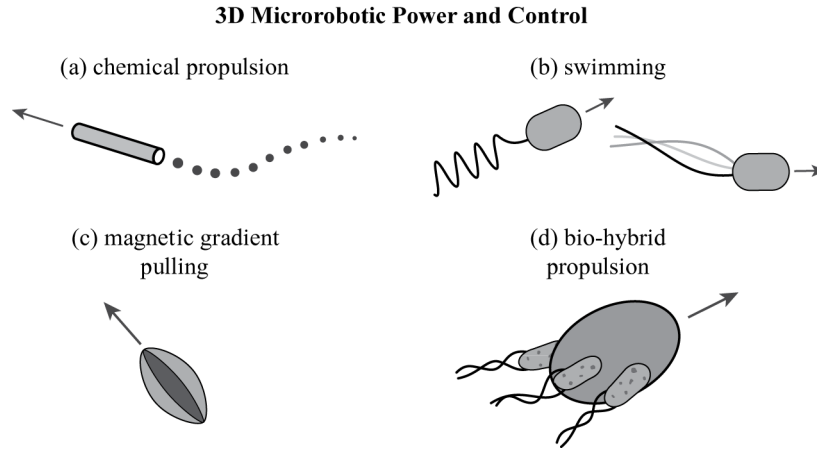 3D Microrobotic Power and Control
(a) chemical propulsion
(b) swimming
(c) magnetic gradient
pulling
(d) bio-hybrid
propulsion